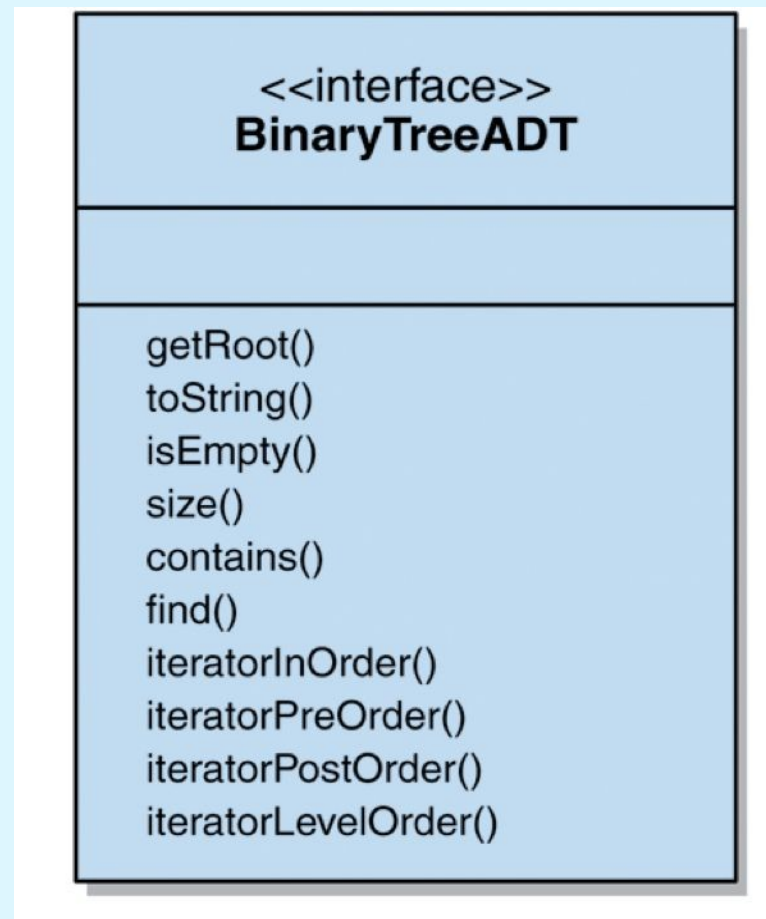 <<interface>>
BinaryTreeADT
getRoot()
toString()
isEmpty()
size()
contains()
find()
iteratorInOrder()
iteratorPreOrder()
iteratorPostOrder()
iteratorLevelOrder()